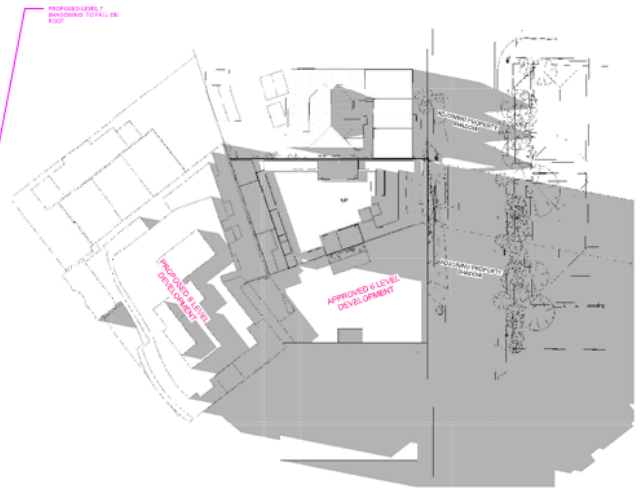 PROPOSED LEVEL 7
SHADOWING TO FALL ON
ROOF
ADJOINING PROPERTY
SHADOW
UP
ADJOINING PROPERTY
SHADOW
PROPOSED 8 LEVEL
DEVELOPMENT
APPROVED 6 LEVEL
DEVELOPMENT